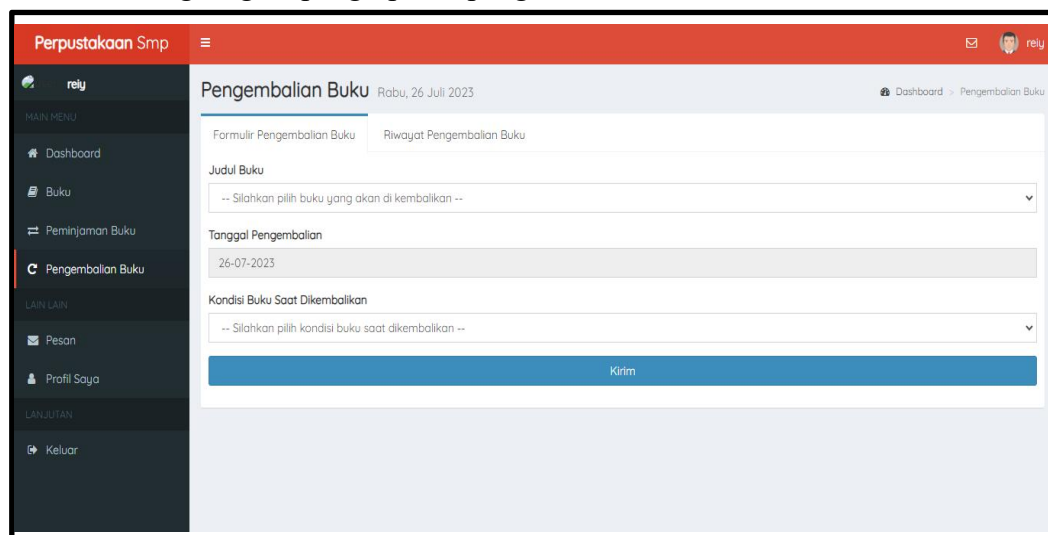 Perpustakaan Smp
reiy
reiy
MAIN MENU
Dashboard
Buku
Peminjaman Buku
Pengembalian Buku
LAIN LAIN
Pesan
Profil Saya
LANJUTAN
Keluar
Pengembalian Buku Rabu, 26 Juli 2023
Dashboard > Pengembalian Buku
Formulir Pengembalian Buku Riwayat Pengembalian Buku
Judul Buku
-- Silahkan pilih buku yang akan di kembalikan --
Tanggal Pengembalian
26-07-2023
Kondisi Buku Saat Dikembalikan
-- Silahkan pilih kondisi buku saat dikembalikan --
Kirim